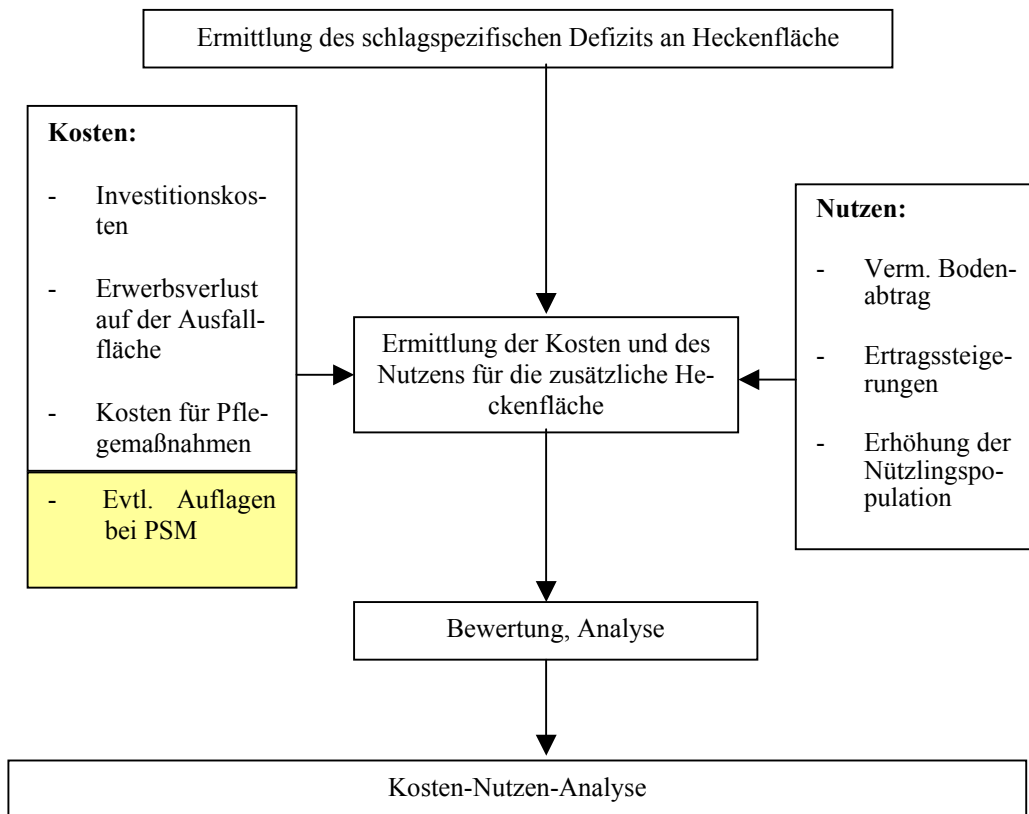 Ermittlung des schlagspezifischen Defizits an Heckenfläche
Kosten:
- Investitionskos-
ten
- Erwerbsverlust
auf der Ausfall-
fläche
- Kosten für Pfle-
gemaßnahmen
- Evtl. Auflagen
bei PSM
Ermittlung der Kosten und des
Nutzens für die zusätzliche He-
ckenfläche
Nutzen:
- Verm. Boden-
abtrag
- Ertragssteige-
rungen
- Erhöhung der
Nützlingspo-
pulation
Bewertung, Analyse
Kosten-Nutzen-Analyse